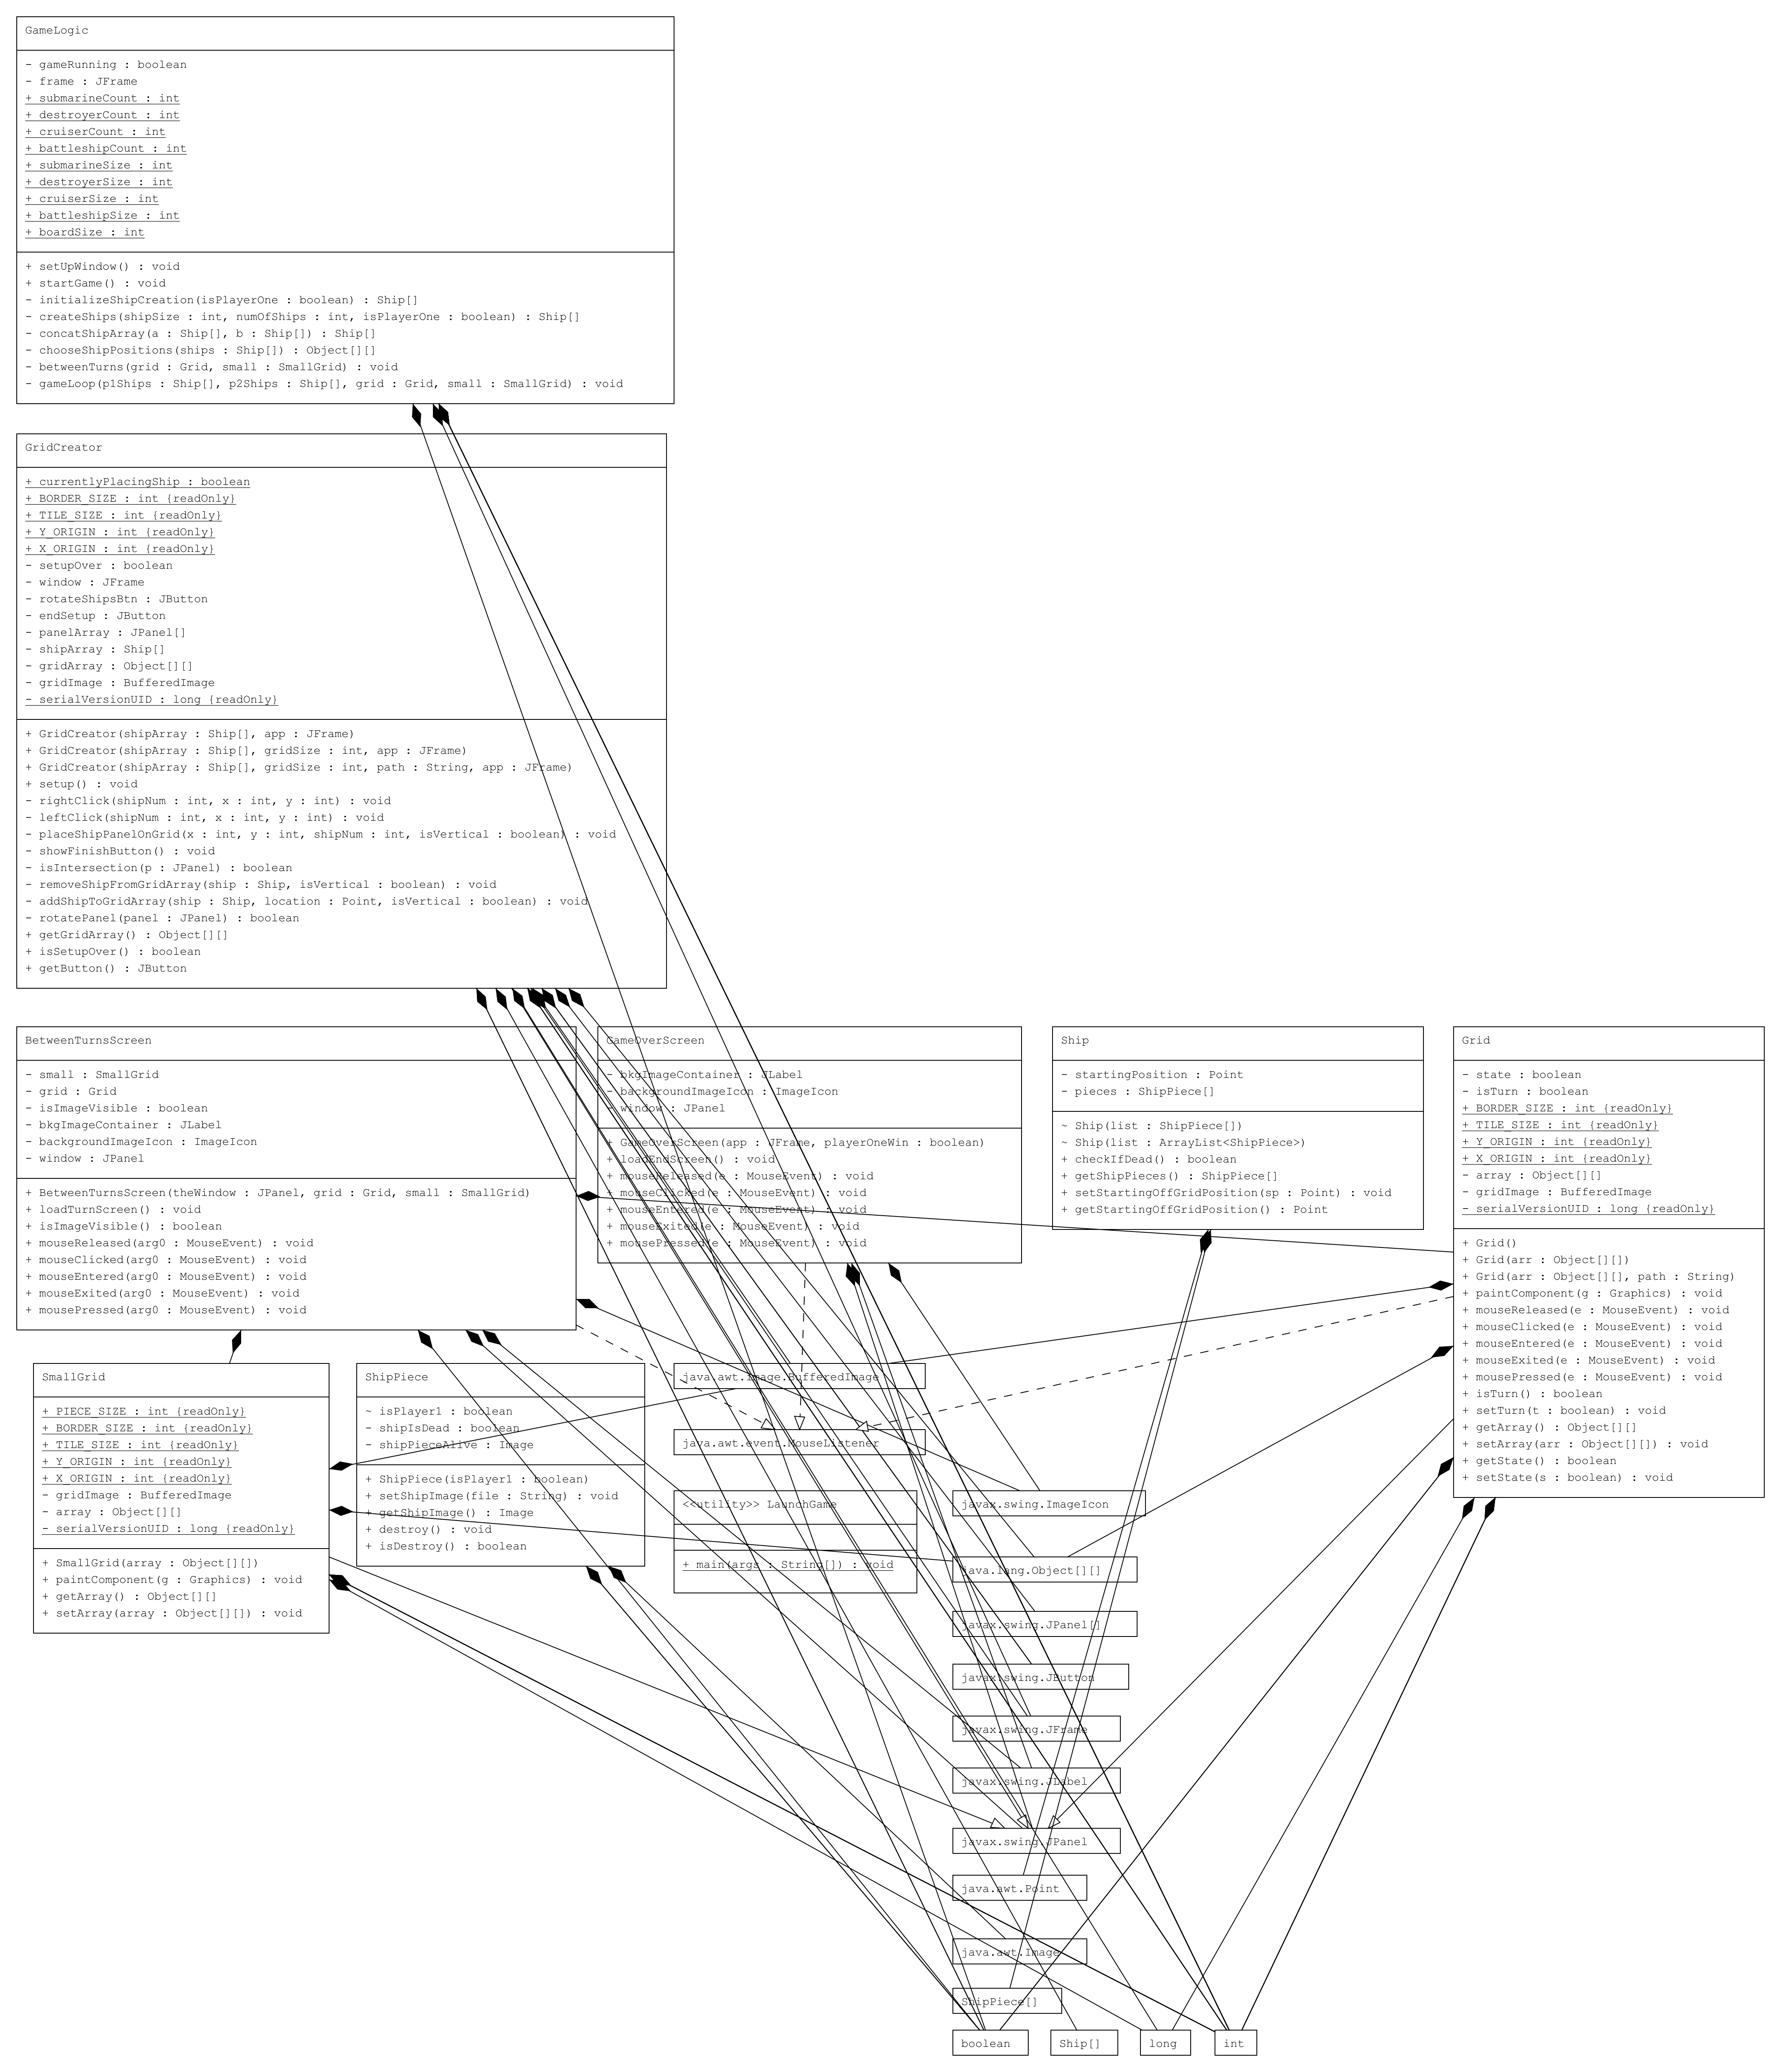 GameLogic
- gameRunning : boolean
- frame : JFrame
+ submarineCount : int
+ destroyerCount : int
+ cruiserCount : int
+ battleshipCount : int
+ submarineSize : int
+ destroyerSize : int
+ cruiserSize : int
+ battleshipSize : int
+ boardSize : int
+ setUpWindow() : void
+ startGame() : void
- initializeShipCreation(isPlayerOne : boolean) : Ship[]
- createShips(shipSize : int, numOfShips : int, isPlayerOne : boolean) : Ship[]
- concatShipArray(a : Ship[], b : Ship[]) : Ship[]
- chooseShipPositions(ships : Ship[]) : Object[][]
- betweenTurns(grid : Grid, small : SmallGrid) : void
- gameLoop(p1Ships : Ship[], p2Ships : Ship[], grid : Grid, small : SmallGrid) : void
GridCreator
+ currentlyPlacingShip : boolean
+ BORDER_SIZE : int {readOnly}
+ TILE_SIZE : int {readOnly}
+ Y_ORIGIN : int {readOnly}
+ X_ORIGIN : int {readOnly}
- setupOver : boolean
- window : JFrame
- rotateShipsBtn : JButton
- endSetup : JButton
- panelArray : JPanel[]
- shipArray : Ship[]
- gridArray : Object[][]
- gridImage : BufferedImage
- serialVersionUID : long {readOnly}
+ GridCreator(shipArray : Ship[], app : JFrame)
+ GridCreator(shipArray : Ship[], gridSize : int, app : JFrame)
+ GridCreator(shipArray : Ship[], gridSize : int, path : String, app : JFrame)
+ setup() : void
- rightClick(shipNum : int, x : int, y : int) : void
- leftClick(shipNum : int, x : int, y : int) : void
- placeShipPanelOnGrid(x : int, y : int, shipNum : int, isVertical : boolean) : void
- showFinishButton() : void
- isIntersection(p : JPanel) : boolean
- removeShipFromGridArray(ship : Ship, isVertical : boolean) : void
- addShipToGridArray(ship : Ship, location : Point, isVertical : boolean) : void
- rotatePanel(panel : JPanel) : boolean
+ getGridArray() : Object[][]
+ isSetupOver() : boolean
+ getButton() : JButton
BetweenTurnsScreen
- small : SmallGrid
- grid : Grid
- isImageVisible : boolean
- bkgImageContainer : JLabel
- backgroundImageIcon : ImageIcon
- window : JPanel
+ BetweenTurnsScreen(theWindow : JPanel, grid : Grid, small : SmallGrid)
+ loadTurnScreen() : void
+ isImageVisible() : boolean
+ mouseReleased(arg0 : MouseEvent) : void
+ mouseClicked(arg0 : MouseEvent) : void
+ mouseEntered(arg0 : MouseEvent) : void
+ mouseExited(arg0 : MouseEvent) : void
+ mousePressed(arg0 : MouseEvent) : void
GameOverScreen
- bkgImageContainer : JLabel
- backgroundImageIcon : ImageIcon
- window : JPanel
+ GameOverScreen(app : JFrame, playerOneWin : boolean)
+ loadEndScreen() : void
+ mouseReleased(e : MouseEvent) : void
+ mouseClicked(e : MouseEvent) : void
+ mouseEntered(e : MouseEvent) : void
+ mouseExited(e : MouseEvent) : void
+ mousePressed(e : MouseEvent) : void
Ship
- startingPosition : Point
- pieces : ShipPiece[]
~ Ship(list : ShipPiece[])
~ Ship(list : ArrayList<ShipPiece>)
+ checkIfDead() : boolean
+ getShipPieces() : ShipPiece[]
+ setStartingOffGridPosition(sp : Point) : void
+ getStartingOffGridPosition() : Point
Grid
- state : boolean
- isTurn : boolean
+ BORDER_SIZE : int {readOnly}
+ TILE_SIZE : int {readOnly}
+ Y_ORIGIN : int {readOnly}
+ X_ORIGIN : int {readOnly}
- array : Object[][]
- gridImage : BufferedImage
- serialVersionUID : long {readOnly}
+ Grid()
+ Grid(arr : Object[][])
+ Grid(arr : Object[][], path : String)
+ paintComponent(g : Graphics) : void
+ mouseReleased(e : MouseEvent) : void
+ mouseClicked(e : MouseEvent) : void
+ mouseEntered(e : MouseEvent) : void
+ mouseExited(e : MouseEvent) : void
+ mousePressed(e : MouseEvent) : void
+ isTurn() : boolean
+ setTurn(t : boolean) : void
+ getArray() : Object[][]
+ setArray(arr : Object[][]) : void
+ getState() : boolean
+ setState(s : boolean) : void
SmallGrid
+ PIECE_SIZE : int {readOnly}
+ BORDER_SIZE : int {readOnly}
+ TILE_SIZE : int {readOnly}
+ Y_ORIGIN : int {readOnly}
+ X_ORIGIN : int {readOnly}
- gridImage : BufferedImage
- array : Object[][]
- serialVersionUID : long {readOnly}
+ SmallGrid(array : Object[][])
+ paintComponent(g : Graphics) : void
+ getArray() : Object[][]
+ setArray(array : Object[][]) : void
ShipPiece
~ isPlayer1 : boolean
- shipIsDead : boolean
- shipPieceAlive : Image
+ ShipPiece(isPlayer1 : boolean)
+ setShipImage(file : String) : void
+ getShipImage() : Image
+ destroy() : void
+ isDestroy() : boolean
java.awt.image.BufferedImage
java.awt.event.MouseListener
<<utility>> LaunchGame
+ main(args : String[]) : void
javax.swing.ImageIcon
java.lang.Object[][]
javax.swing.JPanel[]
javax.swing.JButton
javax.swing.JFrame
javax.swing.JLabel
javax.swing.JPanel
java.awt.Point
java.awt.Image
ShipPiece[]
boolean
Ship[]
long
int